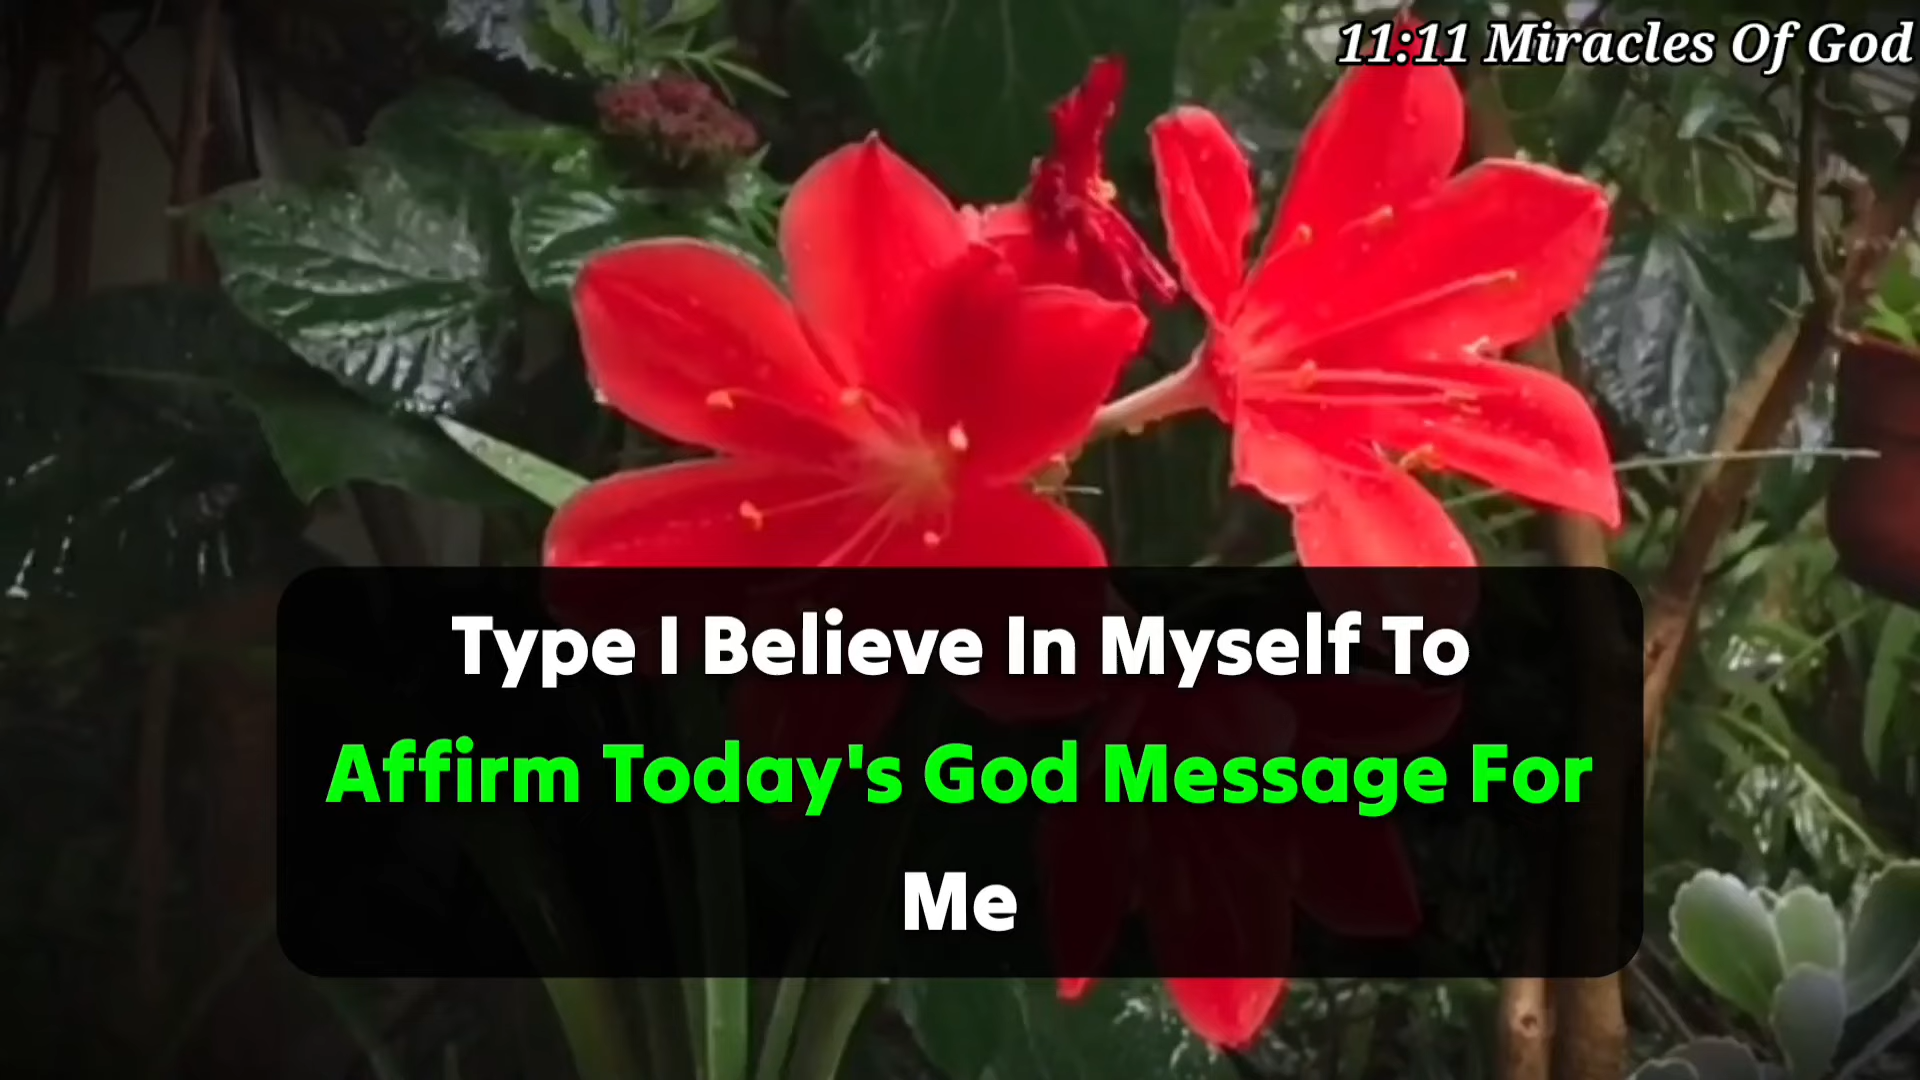 11:11 Miracles Of God
Type I Believe In Myself To
Affirm Today's God Message For
Me